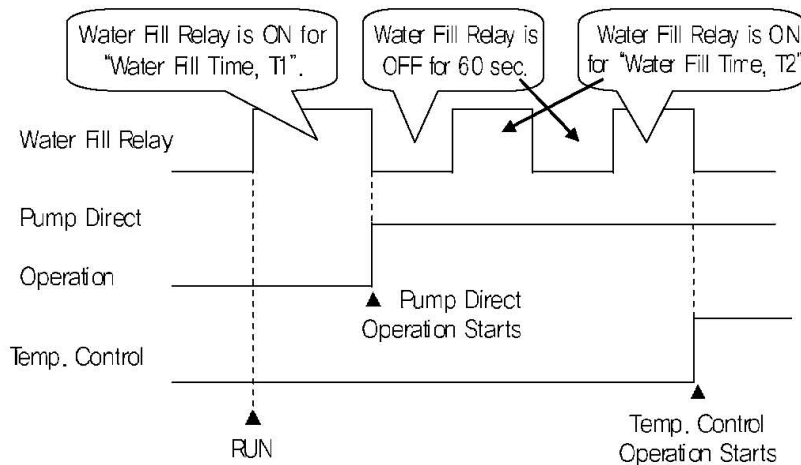 Water Fill Relay is ON for
"Water Fill Time, T1".
Water Fill Relay is
OFF for 60 sec.
Water Fill Relay is ON
for "Water Fill Time, T2"
Water Fill Relay
Pump Direct
Operation
Pump Direct
Operation Starts
Temp. Control
RUN
Temp. Control
Operation Starts